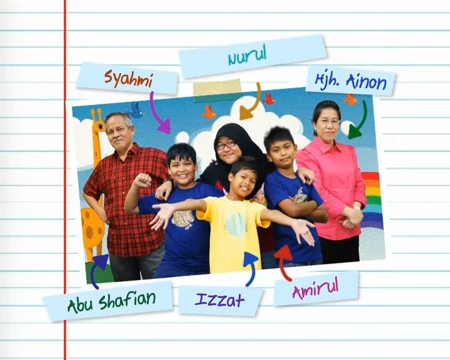 Nurul
Syahmi
Hjh. Ainon
Abu Shafian
Izzat
Amirul